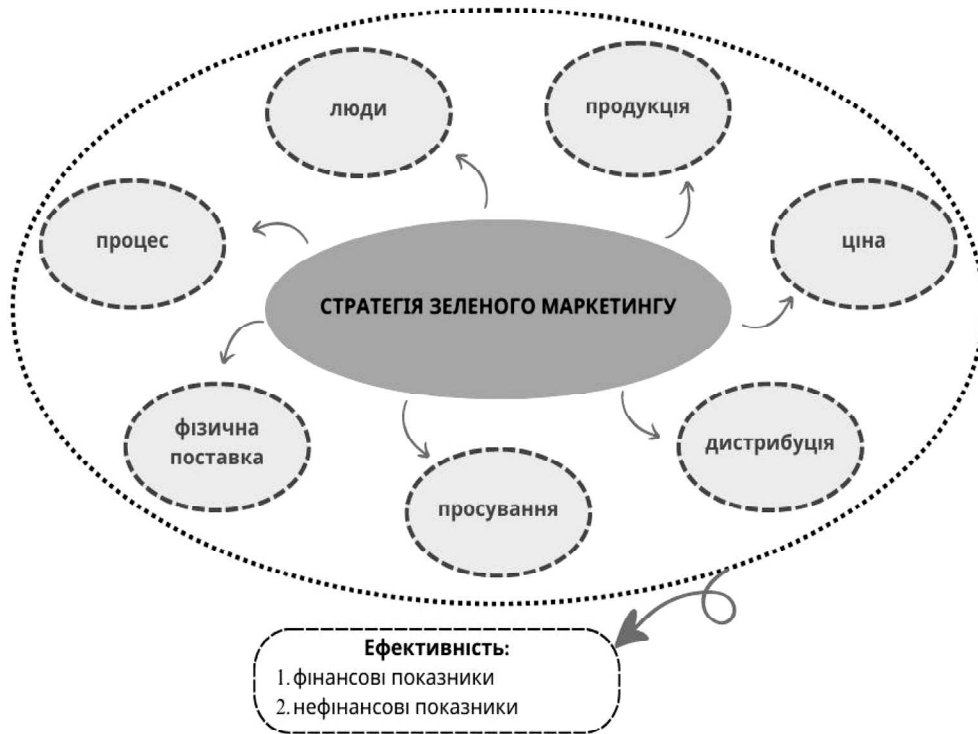 люди
продукція
процес
ціна
СТРАТЕГІЯ ЗЕЛЕНОГО МАРКЕТИНГУ
фізична
поставка
дистрибуція
просування
Ефективність:
1. фінансові показники
2. нефінансові показники